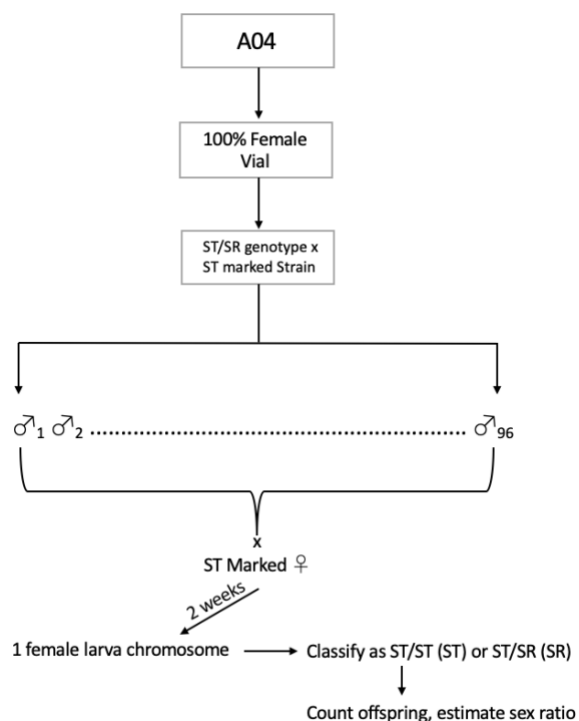 A04
100% Female
Vial
ST/SR genotype x
ST marked Strain
♂1 ♂2 ................................................................ ♂96
x
ST Marked ♀
2 weeks
1 female larva chromosome
Classify as ST/ST (ST) or ST/SR (SR)
Count offspring, estimate sex ratio